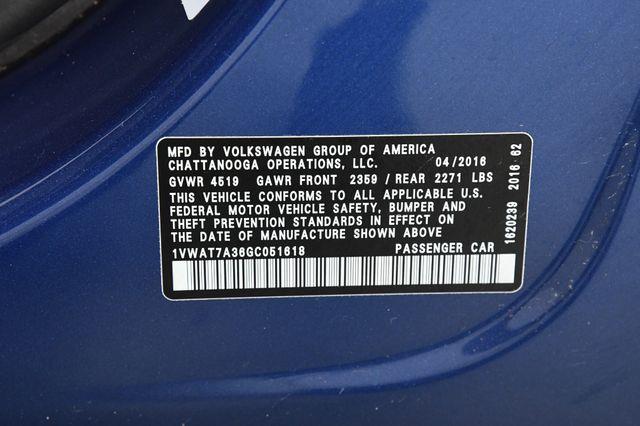 MFD BY VOLKSWAGEN GROUP OF AMERICA
CHATTANOOGA OPERATIONS, LLC. 04/2016
GVWR 4519 GAWR FRONT 2359 / REAR 2271 LBS
THIS VEHICLE CONFORMS TO ALL APPLICABLE U.S.
FEDERAL MOTOR VEHICLE SAFETY, BUMPER AND
THEFT PREVENTION STANDARDS IN EFFECT ON
THE DATE OF MANUFACTURE SHOWN ABOVE
1VWAT7A36GC051618 PASSENGER CAR
1620239 2016 62